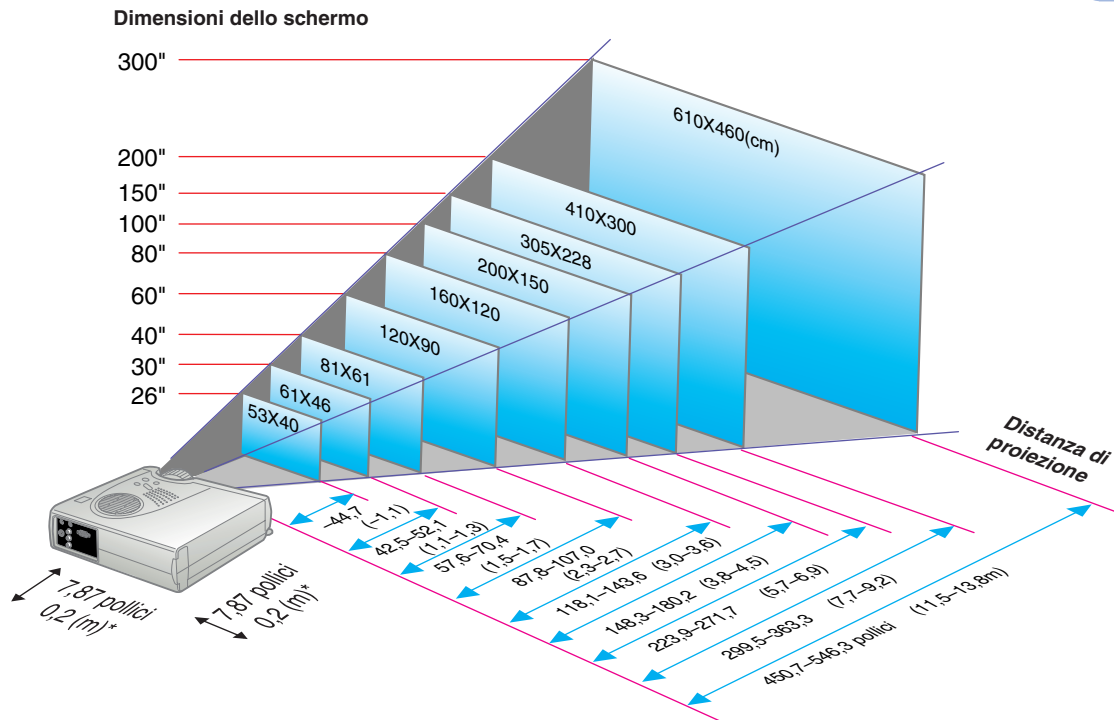 Dimensioni dello schermo
300"
200"
150"
100"
80"
60"
40"
30"
26"
610X460(cm)
410X300
305X228
200X150
160X120
120X90
81X61
61X46
53X40
Distanza di
proiezione
–44,7
(–1,1)
42,5–52,1
(1,1–1,3)
57,6–70,4
(1,5–1,7)
87,8–107,0
(2,3–2,7)
118,1–143,6 (3,0–3,6)
148,3–180,2 (3,8–4,5)
223,9–271,7 (5,7–6,9)
299,5–363,3 (7,7–9,2)
450,7–546,3 pollici (11,5–13,8m)
7,87 pollici
0,2 (m)*
7,87 pollici
0,2 (m)*